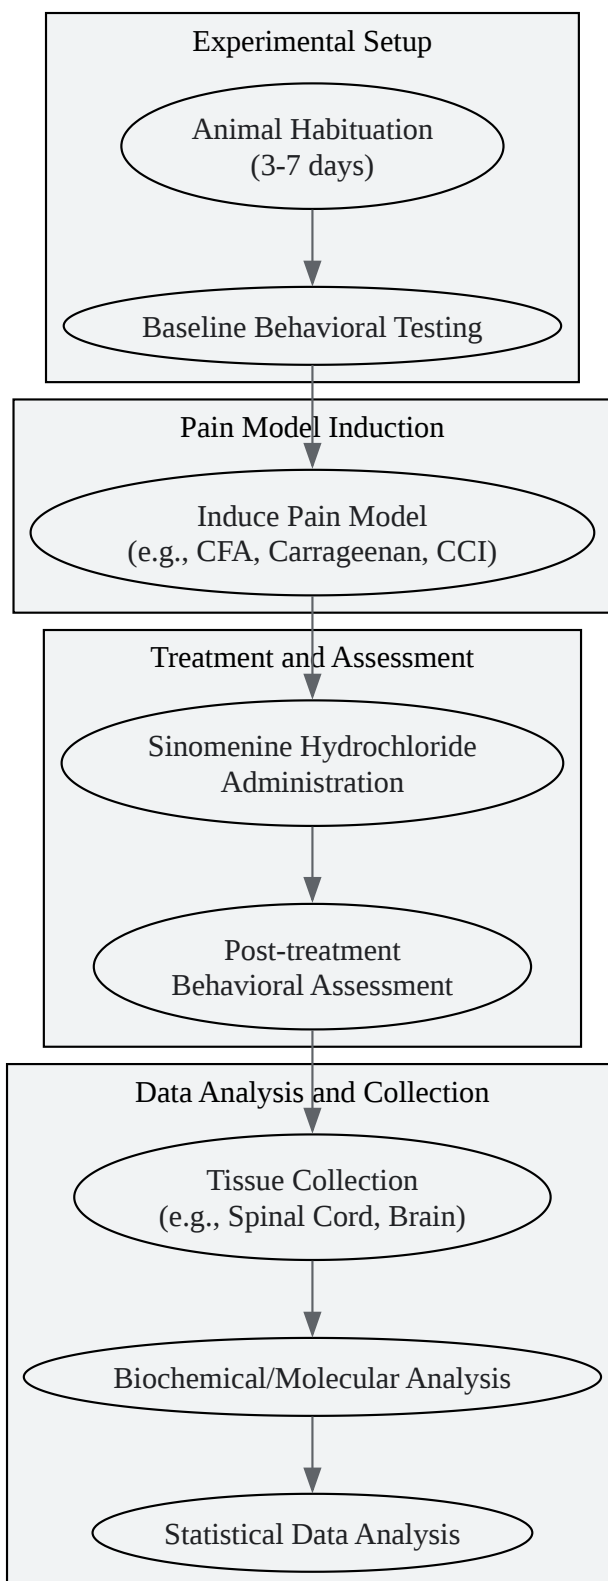 Experimental Setup
Animal Habituation
(3-7 days)
Baseline Behavioral Testing
Pain Model Induction
Induce Pain Model
(e.g., CFA, Carrageenan, CCI)
Treatment and Assessment
Sinomenine Hydrochloride
Administration
Post-treatment
Behavioral Assessment
Data Analysis and Collection
Tissue Collection
(e.g., Spinal Cord, Brain)
Biochemical/Molecular Analysis
Statistical Data Analysis